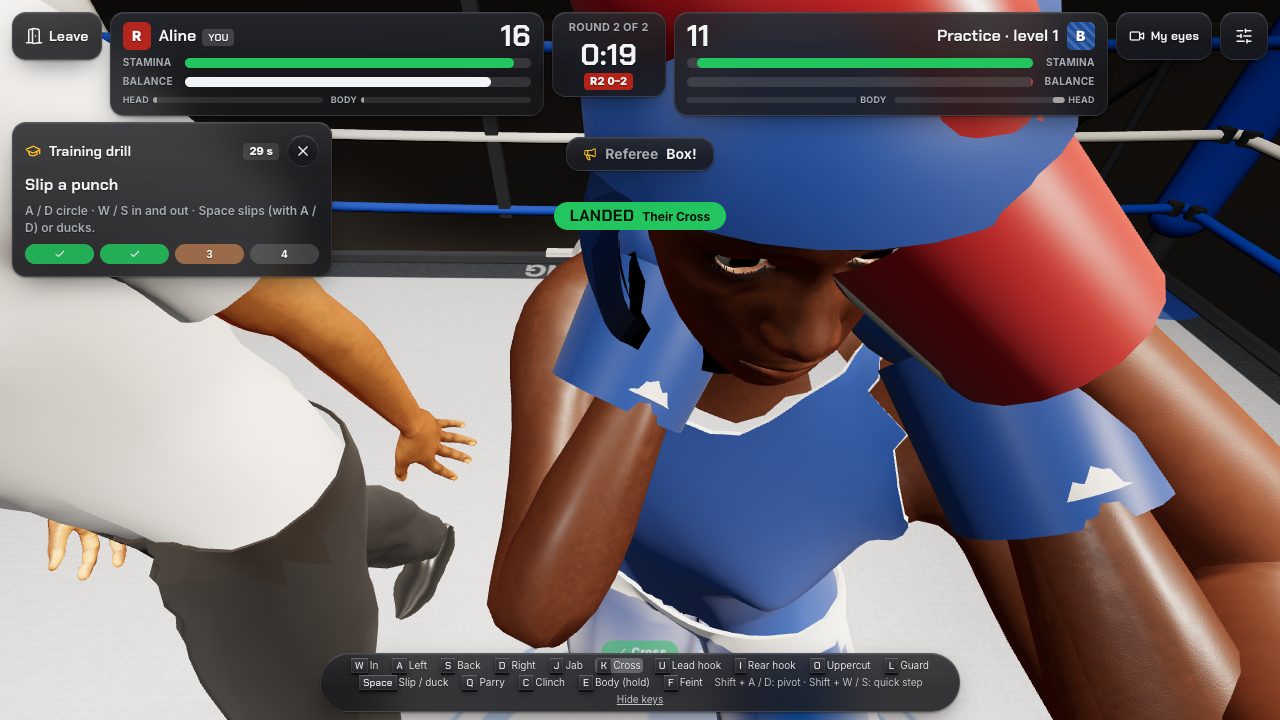 Leave
R Aline YOU 16
STAMINA
BALANCE
HEAD BODY
ROUND 2 OF 2
0:19
R2 0–2
11 Practice · level 1 B
STAMINA
BALANCE
BODY HEAD
My eyes
Training drill 29 s
Slip a punch
A / D circle · W / S in and out · Space slips (with A /
D) or ducks.
3 4
Referee Box!
LANDED Their Cross
Cross
W In A Left S Back D Right J Jab K Cross U Lead hook I Rear hook O Uppercut L Guard
Space Slip / duck Q Parry C Clinch E Body (hold) F Feint Shift + A / D: pivot · Shift + W / S: quick step
Hide keys